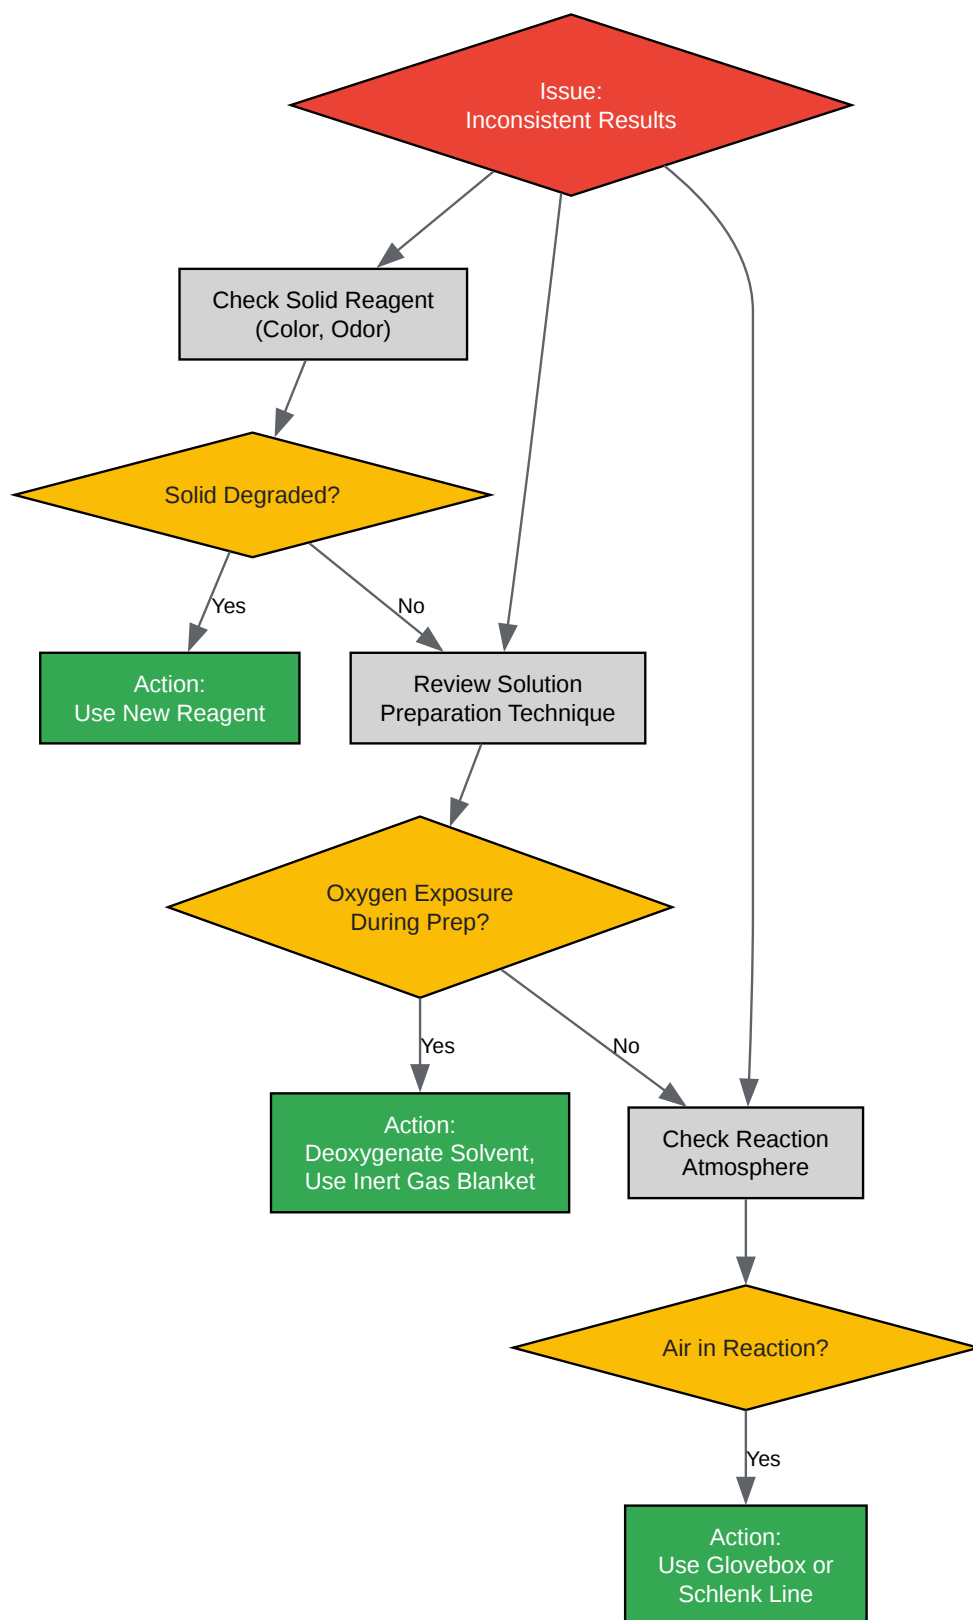 Issue:
Inconsistent Results
Check Solid Reagent
(Color, Odor)
Solid Degraded?
Yes
No
Action:
Use New Reagent
Review Solution
Preparation Technique
Oxygen Exposure
During Prep?
Yes
No
Action:
Deoxygenate Solvent,
Use Inert Gas Blanket
Check Reaction
Atmosphere
Air in Reaction?
Yes
Action:
Use Glovebox or
Schlenk Line